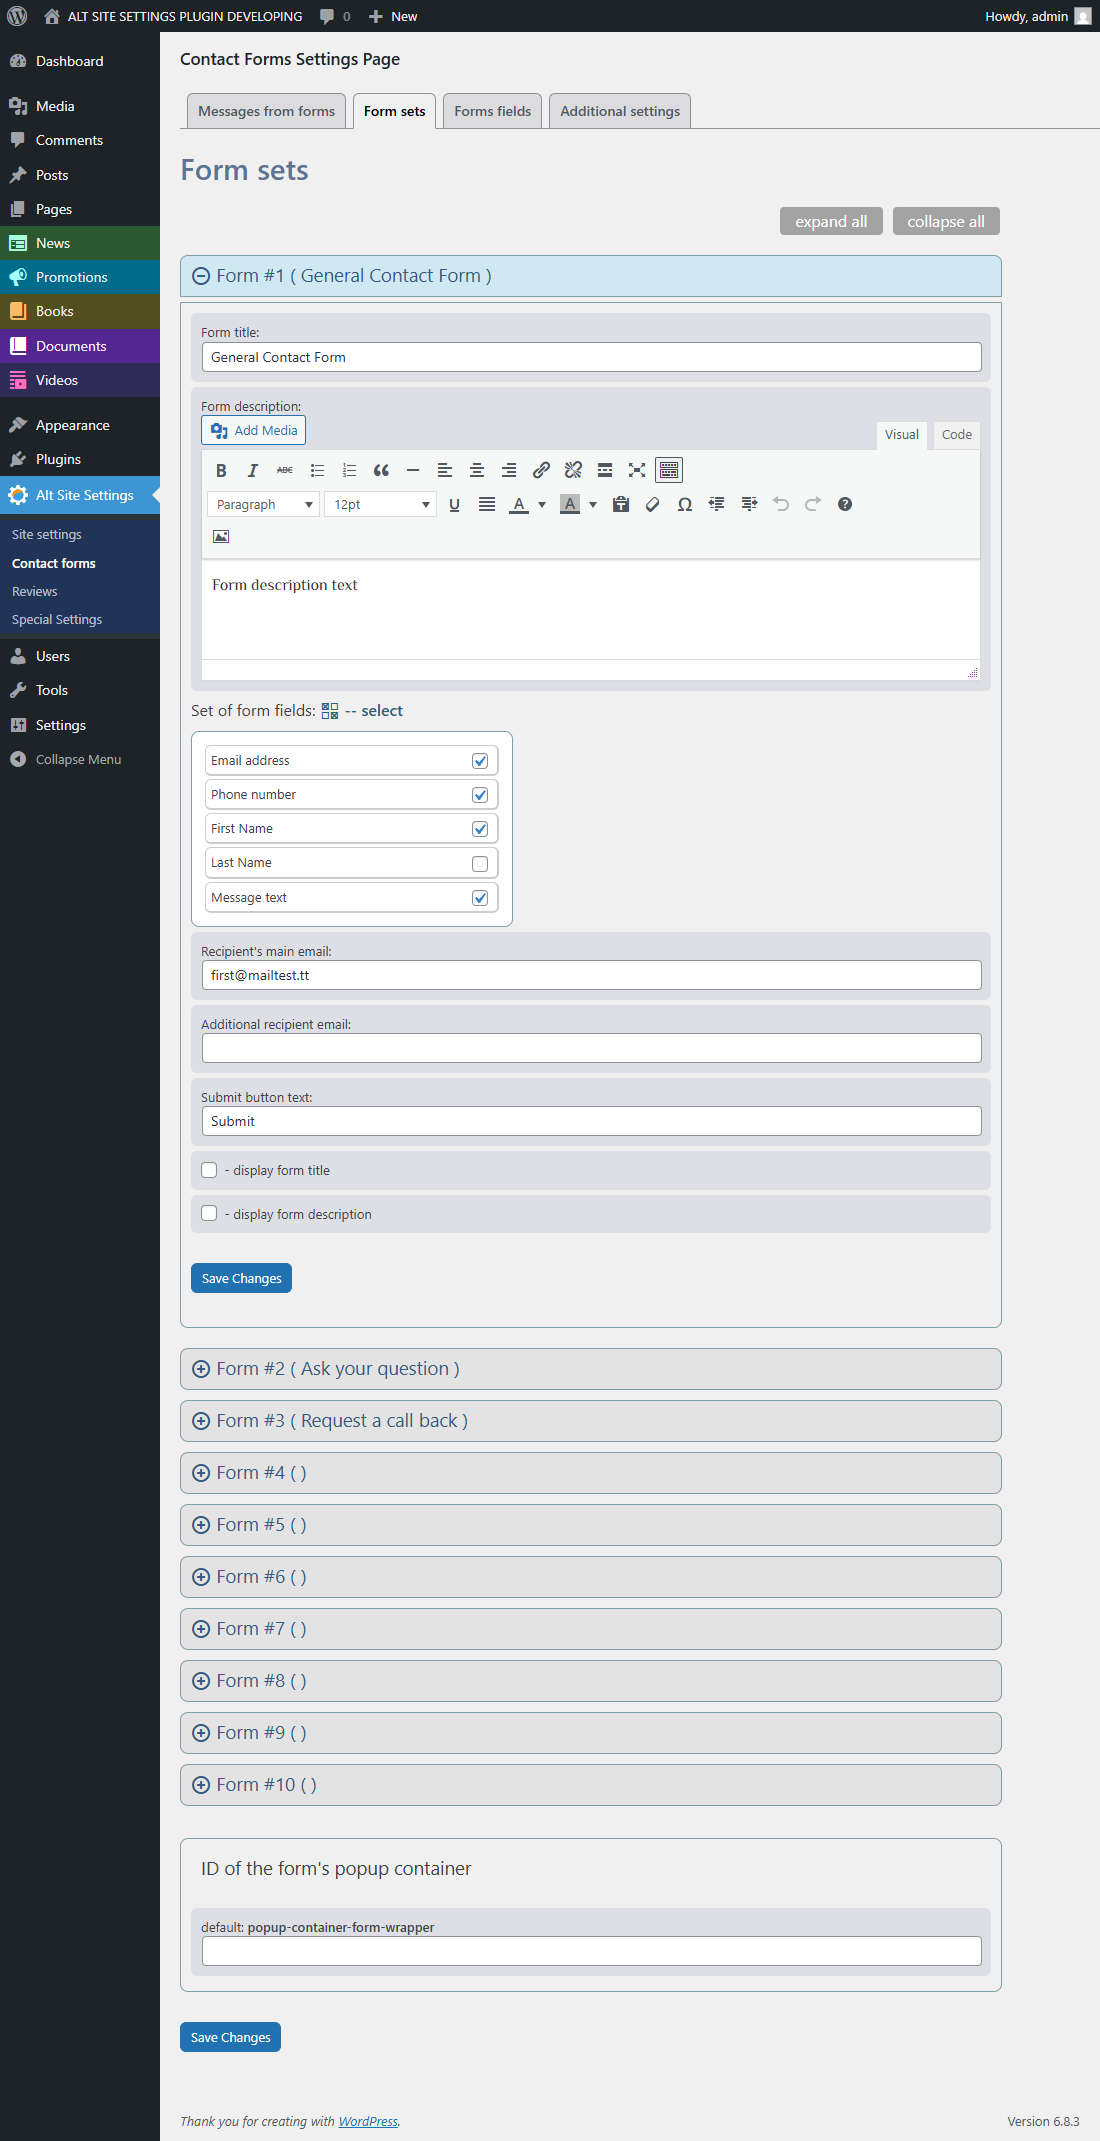 ALT SITE SETTINGS PLUGIN DEVELOPING 0 New Howdy, admin
Dashboard
Media
Comments
Posts
Pages
News
Promotions
Books
Documents
Videos
Appearance
Plugins
Alt Site Settings
Site settings
Contact forms
Reviews
Special Settings
Users
Tools
Settings
Collapse Menu
Contact Forms Settings Page
Messages from forms Form sets Forms fields Additional settings
Form sets
expand all collapse all
Form #1 ( General Contact Form )
Form title:
General Contact Form
Form description:
Add Media
Visual Code
B I ABC
Paragraph 12pt U A A Ω
Form description text
Set of form fields: -- select
Email address
Phone number
First Name
Last Name
Message text
Recipient's main email:
first@mailtest.tt
Additional recipient email:
Submit button text:
Submit
- display form title
- display form description
Save Changes
Form #2 ( Ask your question )
Form #3 ( Request a call back )
Form #4 ( )
Form #5 ( )
Form #6 ( )
Form #7 ( )
Form #8 ( )
Form #9 ( )
Form #10 ( )
ID of the form's popup container
default: popup-container-form-wrapper
Save Changes
Thank you for creating with WordPress.
Version 6.8.3